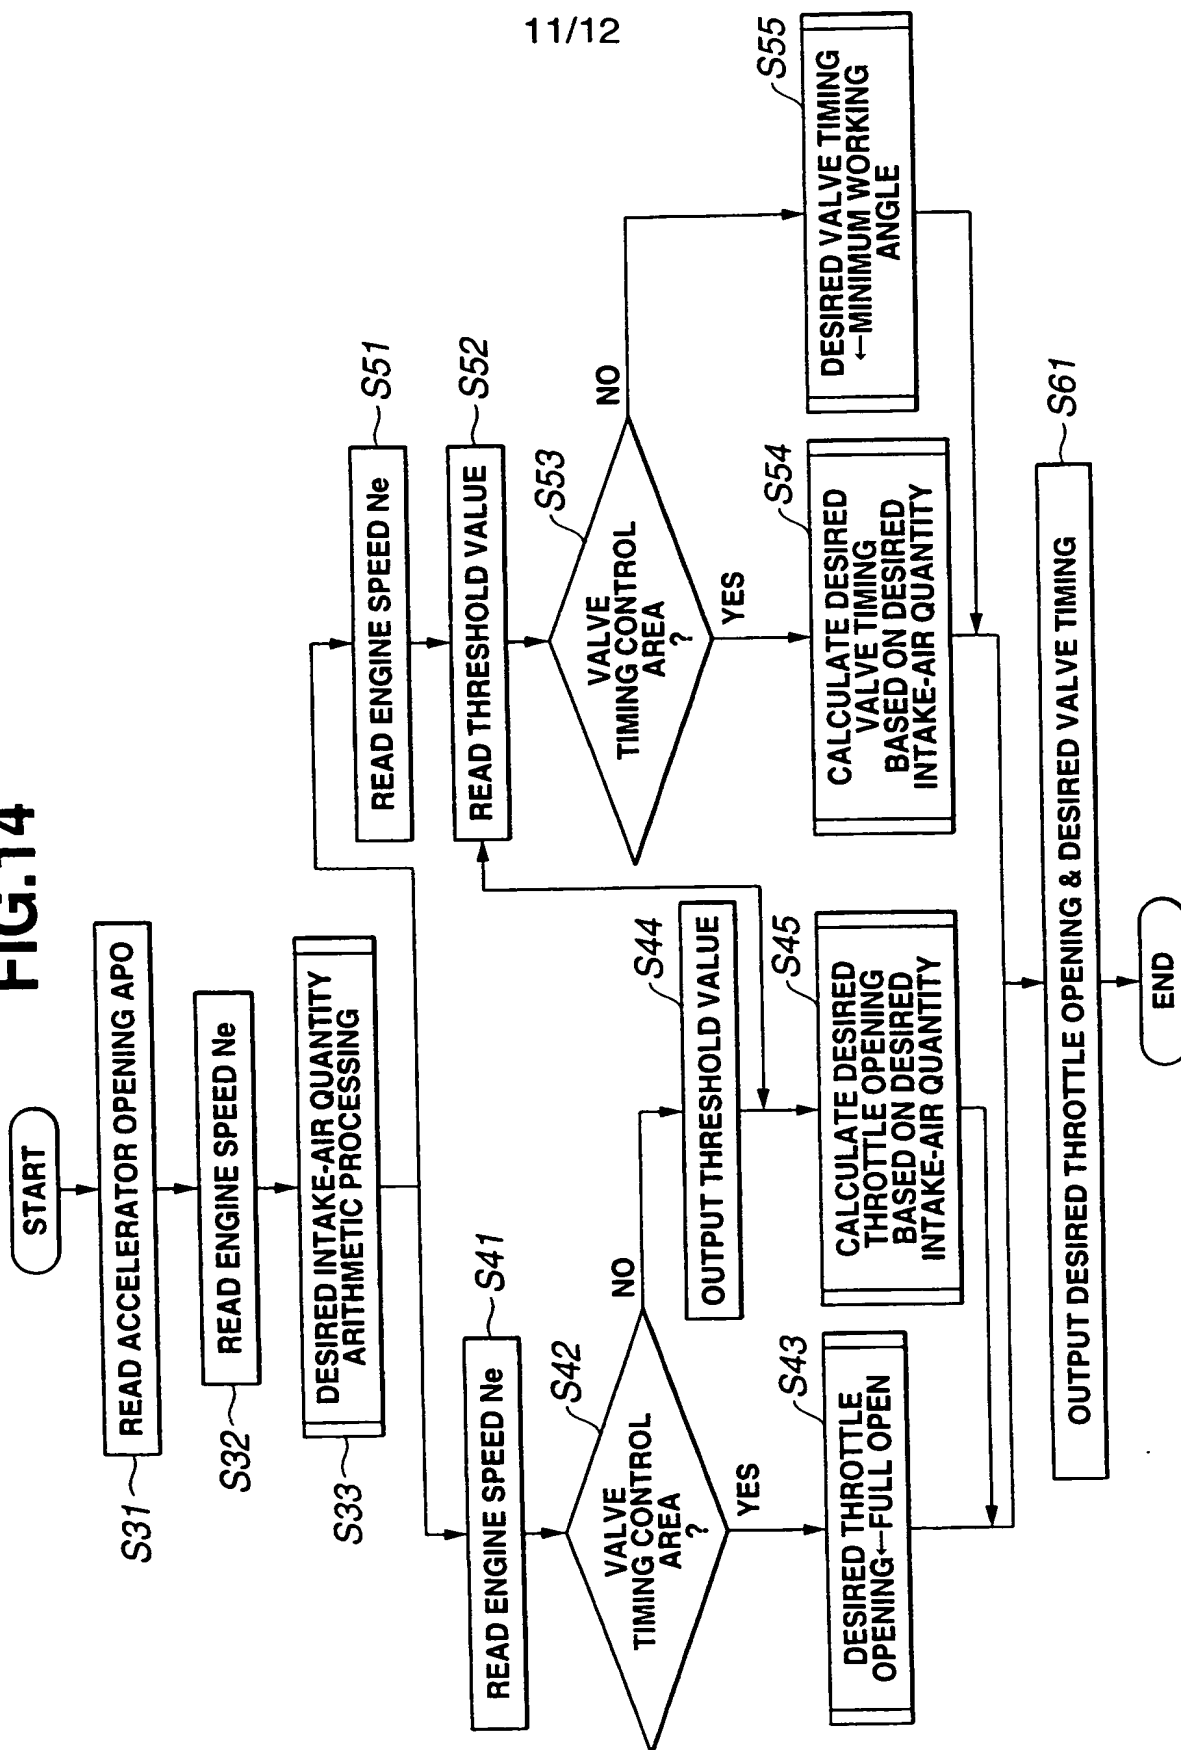 11/12
FIG.14
START
READ ACCELERATOR OPENING APO
S31
READ ENGINE SPEED Ne
S32
DESIRED INTAKE-AIR QUANTITY
ARITHMETIC PROCESSING
S33
READ ENGINE SPEED Ne
S41
VALVE
TIMING CONTROL
AREA
?
S42
NO
YES
DESIRED THROTTLE
OPENING←FULL OPEN
S43
OUTPUT THRESHOLD VALUE
S44
CALCULATE DESIRED
THROTTLE OPENING
BASED ON DESIRED
INTAKE-AIR QUANTITY
S45
READ ENGINE SPEED Ne
S51
READ THRESHOLD VALUE
S52
VALVE
TIMING CONTROL
AREA
?
S53
NO
YES
CALCULATE DESIRED
VALVE TIMING
BASED ON DESIRED
INTAKE-AIR QUANTITY
S54
DESIRED VALVE TIMING
←MINIMUM WORKING
ANGLE
S55
OUTPUT DESIRED THROTTLE OPENING & DESIRED VALVE TIMING
S61
END